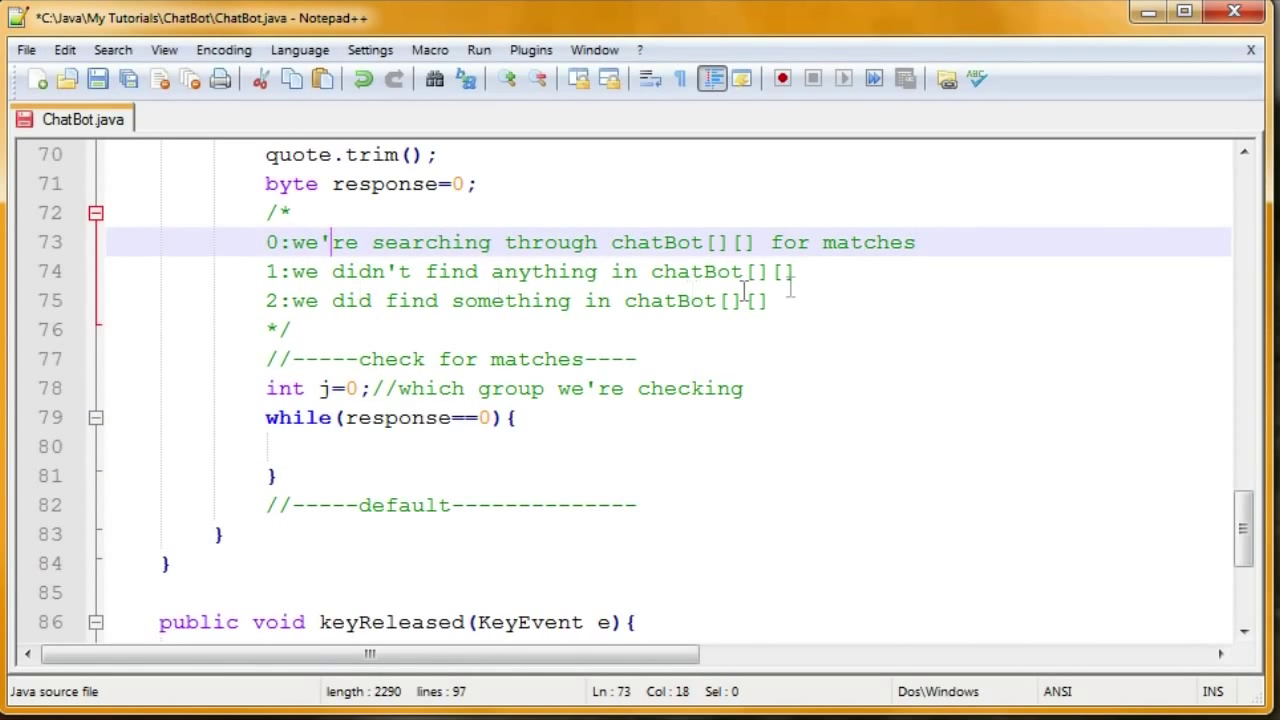 *C:\Java\My Tutorials\ChatBot\ChatBot.java - Notepad++
File Edit Search View Encoding Language Settings Macro Run Plugins Window ? X
ABC
ChatBot.java
70 quote.trim();
71 byte response=0;
72 /*
73 0:we're searching through chatBot[][] for matches
74 1:we didn't find anything in chatBot[][]
75 2:we did find something in chatBot[][]
76 */
77 //-----check for matches----
78 int j=0;//which group we're checking
79 while(response==0){
80
81 }
82 //-----default--------------
83 }
84 }
85
86 public void keyReleased(KeyEvent e){
Java source file length : 2290 lines : 97 Ln : 73 Col : 18 Sel : 0 Dos\Windows ANSI INS